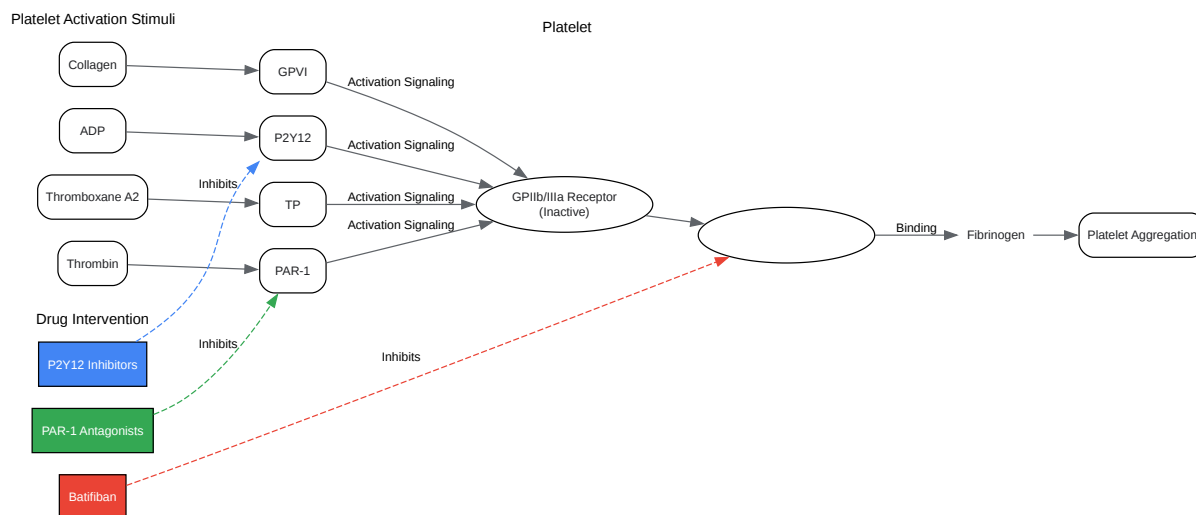 Platelet Activation Stimuli
Platelet
Collagen
GPVI
Activation Signaling
ADP
P2Y12
Activation Signaling
Inhibits
Thromboxane A2
TP
Activation Signaling
GPIIb/IIIa Receptor
(Inactive)
Activation Signaling
Binding
Fibrinogen
Platelet Aggregation
Thrombin
PAR-1
Drug Intervention
Inhibits
Inhibits
P2Y12 Inhibitors
PAR-1 Antagonists
Batifiban